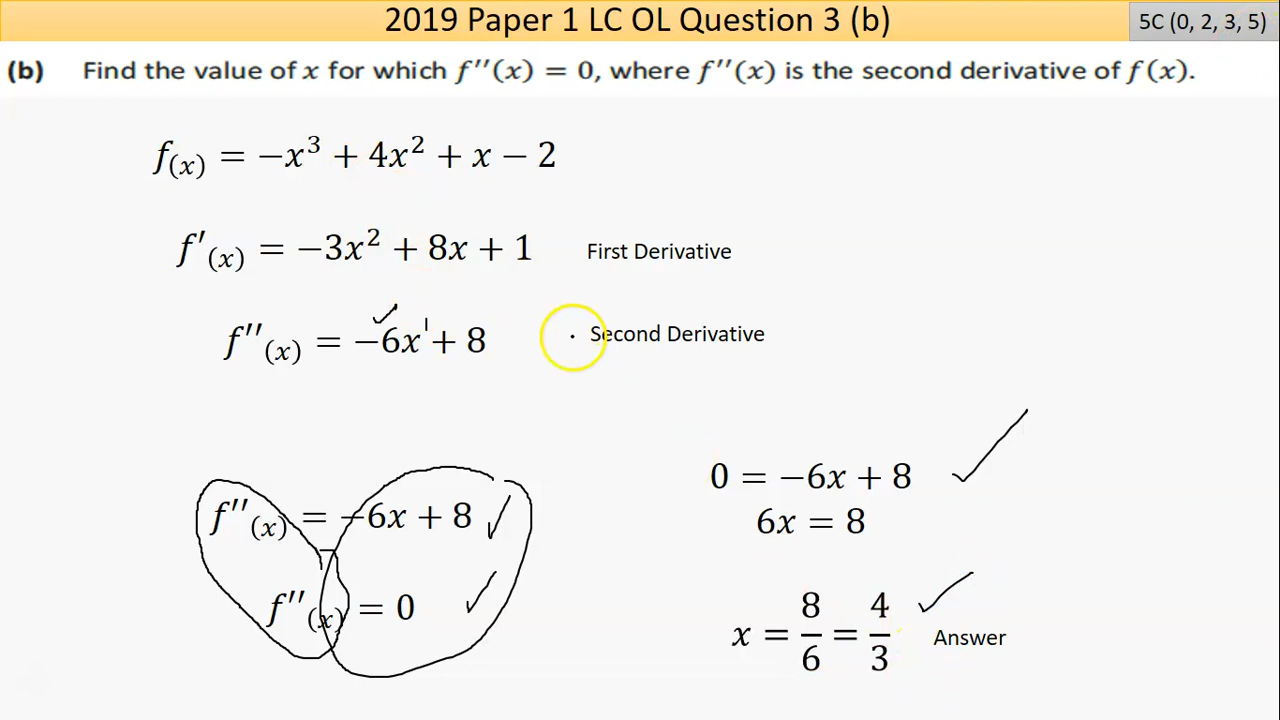 2019 Paper 1 LC OL Question 3 (b)
5C (0, 2, 3, 5)
(b) Find the value of x for which f′′(x) = 0, where f′′(x) is the second derivative of f(x).
f₍ₓ₎ = −x³ + 4x² + x − 2
f′₍ₓ₎ = −3x² + 8x + 1 First Derivative
f′′₍ₓ₎ = −6x¹ + 8 Second Derivative
f′′₍ₓ₎ = −6x + 8
f′′₍ₓ₎ = 0
0 = −6x + 8
6x = 8
x = 8/6 = 4/3 Answer